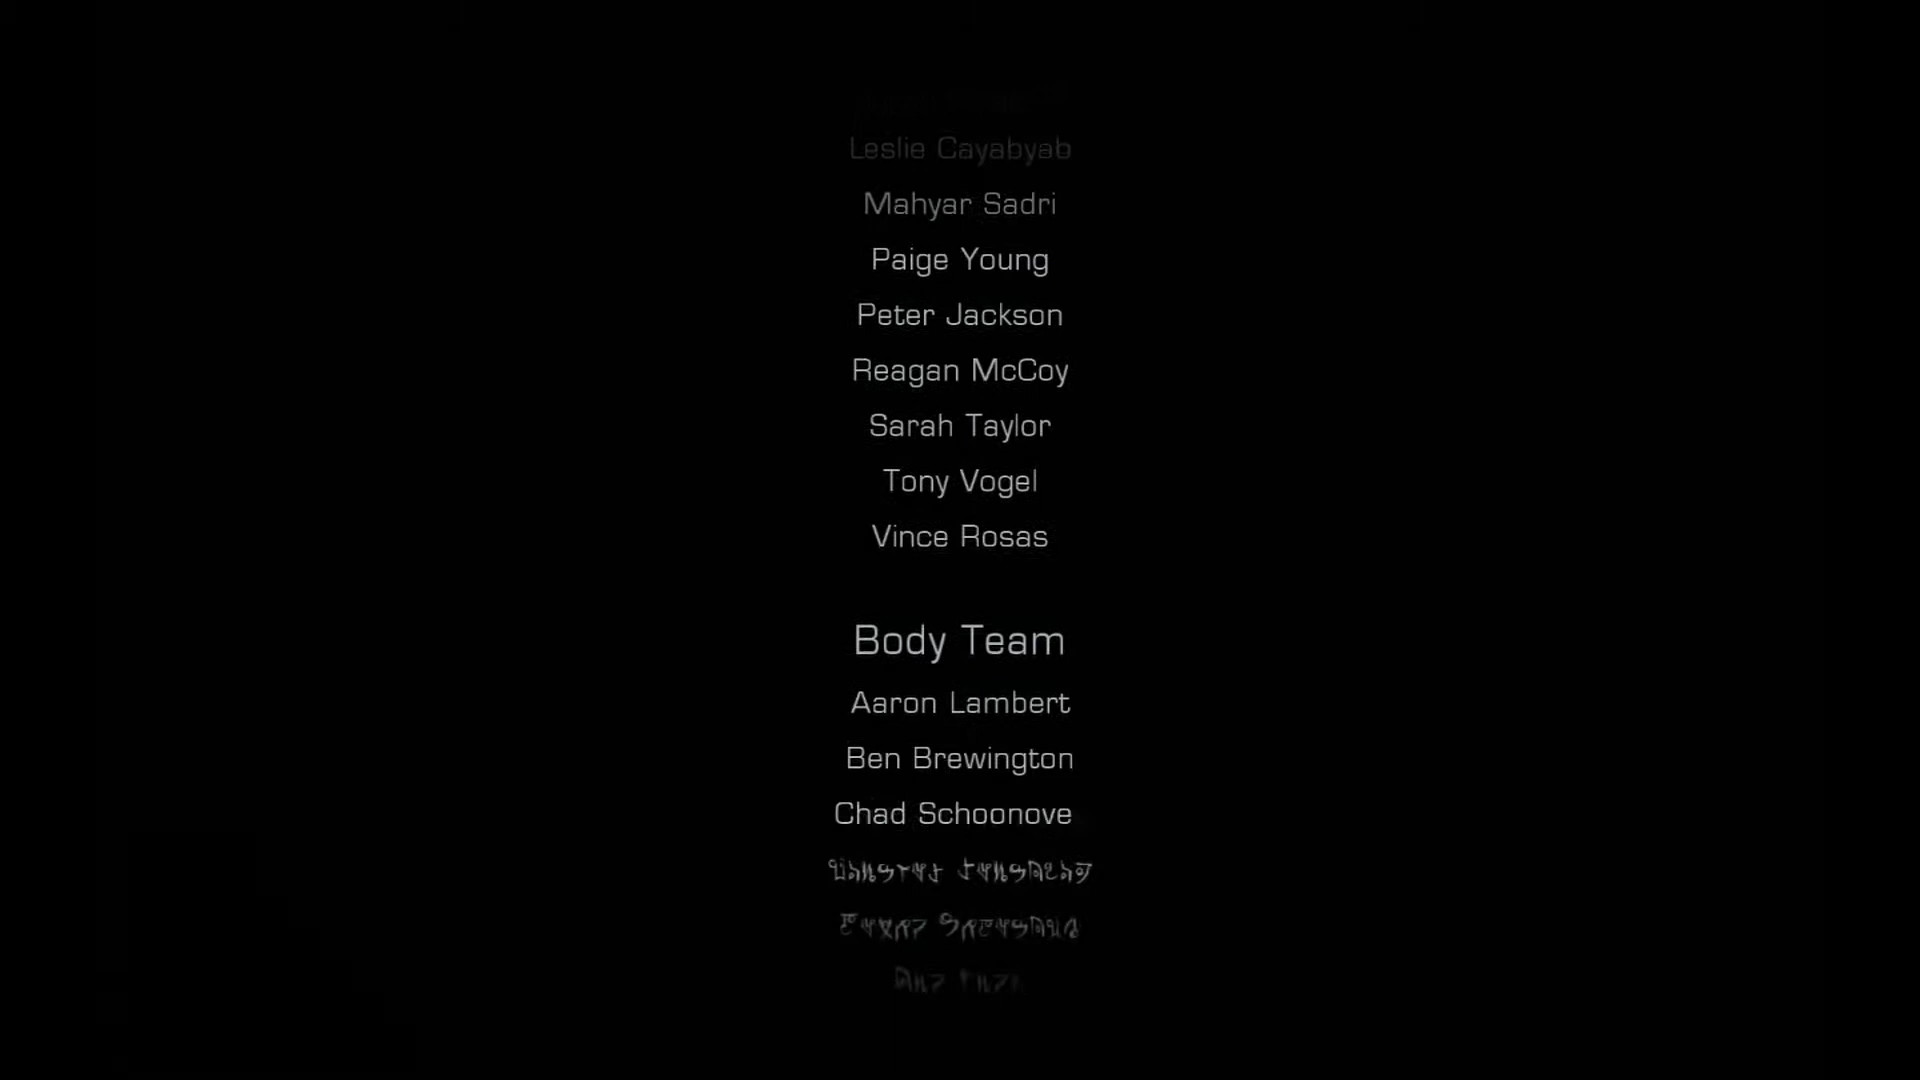 Leslie Cayabyab
Mahyar Sadri
Paige Young
Peter Jackson
Reagan McCoy
Sarah Taylor
Tony Vogel
Vince Rosas
Body Team
Aaron Lambert
Ben Brewington
Chad Schoonove